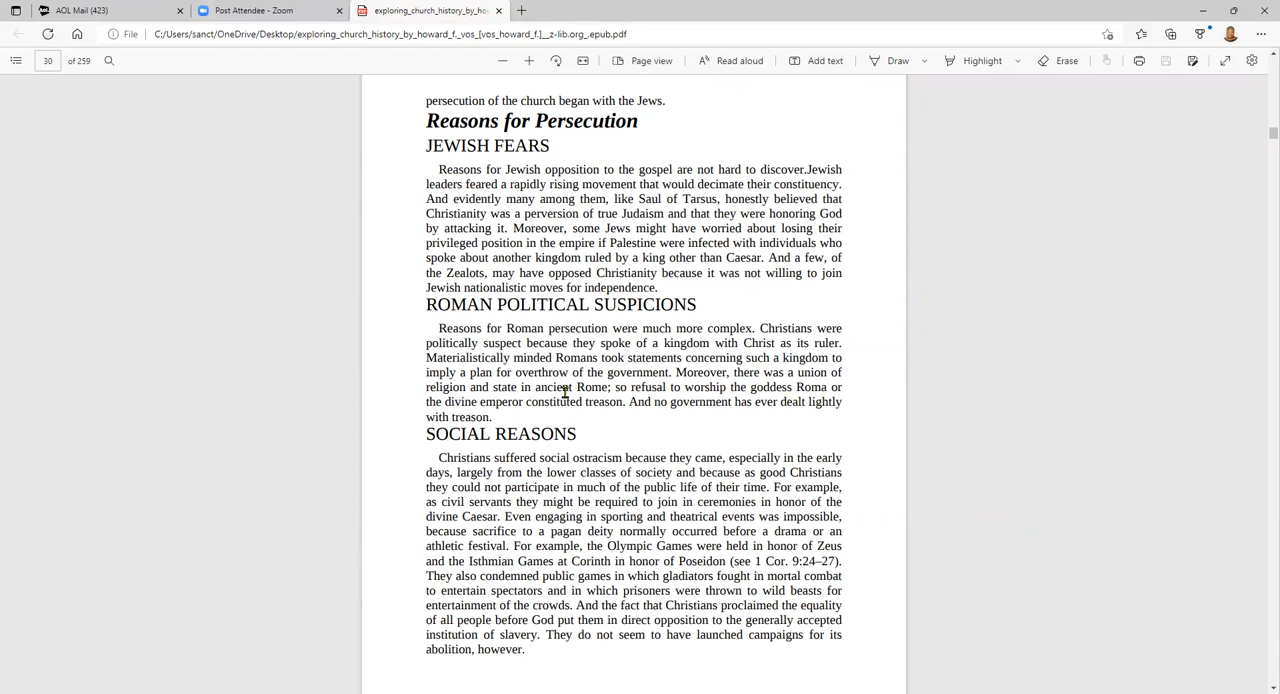 AOL Mail (423)
Post Attendee - Zoom
exploring_church_history_by_ho
File
C:/Users/sanct/OneDrive/Desktop/exploring_church_history_by_howard_f._vos_[vos_howard_f.]__z-lib.org_.epub.pdf
30
of 259
Page view
Read aloud
Add text
Draw
Highlight
Erase
persecution of the church began with the Jews.
Reasons for Persecution
JEWISH FEARS
Reasons for Jewish opposition to the gospel are not hard to discover.Jewish
leaders feared a rapidly rising movement that would decimate their constituency.
And evidently many among them, like Saul of Tarsus, honestly believed that
Christianity was a perversion of true Judaism and that they were honoring God
by attacking it. Moreover, some Jews might have worried about losing their
privileged position in the empire if Palestine were infected with individuals who
spoke about another kingdom ruled by a king other than Caesar. And a few, of
the Zealots, may have opposed Christianity because it was not willing to join
Jewish nationalistic moves for independence.
ROMAN POLITICAL SUSPICIONS
Reasons for Roman persecution were much more complex. Christians were
politically suspect because they spoke of a kingdom with Christ as its ruler.
Materialistically minded Romans took statements concerning such a kingdom to
imply a plan for overthrow of the government. Moreover, there was a union of
religion and state in ancient Rome; so refusal to worship the goddess Roma or
the divine emperor constituted treason. And no government has ever dealt lightly
with treason.
SOCIAL REASONS
Christians suffered social ostracism because they came, especially in the early
days, largely from the lower classes of society and because as good Christians
they could not participate in much of the public life of their time. For example,
as civil servants they might be required to join in ceremonies in honor of the
divine Caesar. Even engaging in sporting and theatrical events was impossible,
because sacrifice to a pagan deity normally occurred before a drama or an
athletic festival. For example, the Olympic Games were held in honor of Zeus
and the Isthmian Games at Corinth in honor of Poseidon (see 1 Cor. 9:24–27).
They also condemned public games in which gladiators fought in mortal combat
to entertain spectators and in which prisoners were thrown to wild beasts for
entertainment of the crowds. And the fact that Christians proclaimed the equality
of all people before God put them in direct opposition to the generally accepted
institution of slavery. They do not seem to have launched campaigns for its
abolition, however.